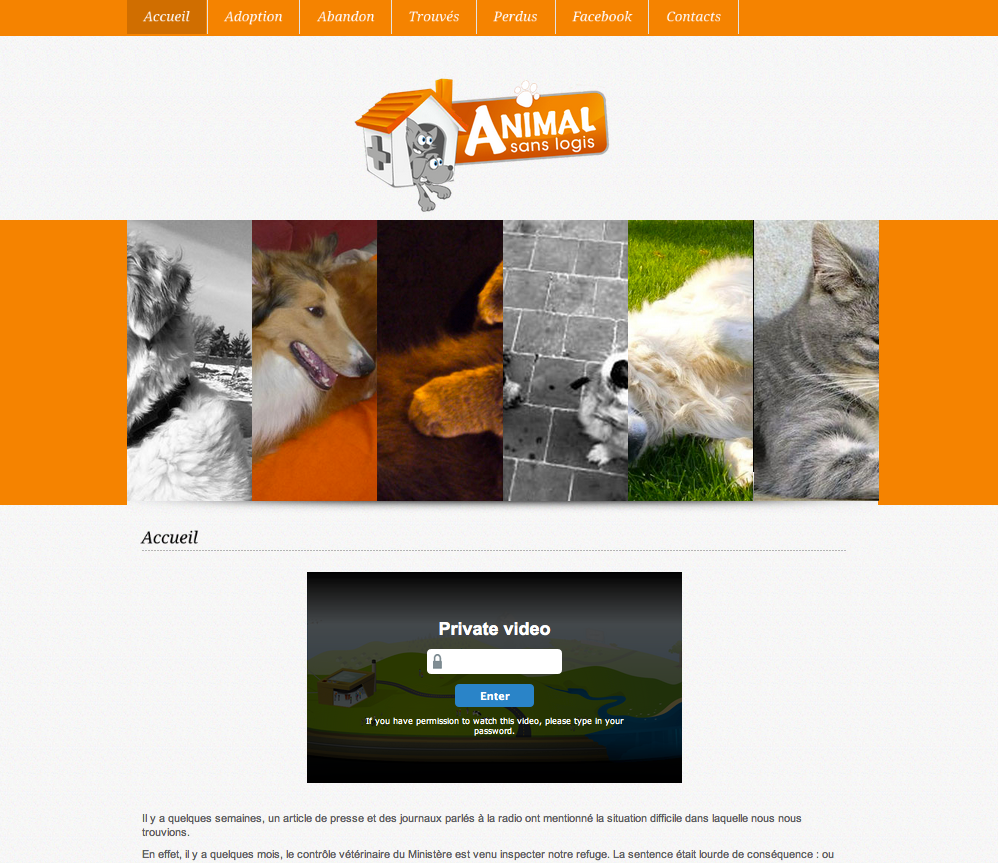 Accueil Adoption Abandon Trouvés Perdus Facebook Contacts
ANIMAL
sans logis
Accueil
Private video
Enter
If you have permission to watch this video, please type in your
password.
Il y a quelques semaines, un article de presse et des journaux parlés à la radio ont mentionné la situation difficile dans laquelle nous nous
trouvions.
En effet, il y a quelques mois, le contrôle vétérinaire du Ministère est venu inspecter notre refuge. La sentence était lourde de conséquence : ou